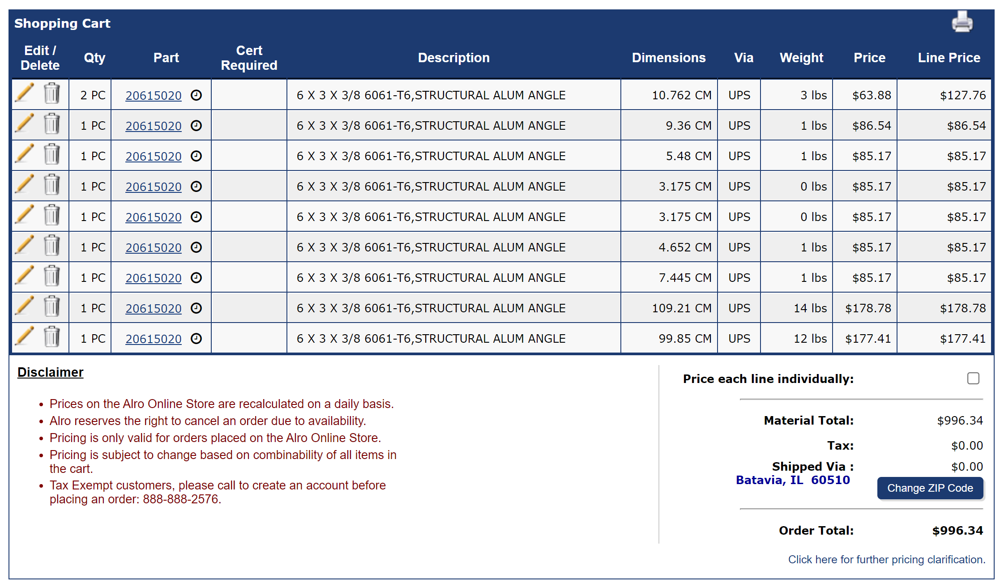 Shopping Cart
Edit / Delete Qty Part Cert Required Description Dimensions Via Weight Price Line Price
2 PC 20615020 6 X 3 X 3/8 6061-T6,STRUCTURAL ALUM ANGLE 10.762 CM UPS 3 lbs $63.88 $127.76
1 PC 20615020 6 X 3 X 3/8 6061-T6,STRUCTURAL ALUM ANGLE 9.36 CM UPS 1 lbs $86.54 $86.54
1 PC 20615020 6 X 3 X 3/8 6061-T6,STRUCTURAL ALUM ANGLE 5.48 CM UPS 1 lbs $85.17 $85.17
1 PC 20615020 6 X 3 X 3/8 6061-T6,STRUCTURAL ALUM ANGLE 3.175 CM UPS 0 lbs $85.17 $85.17
1 PC 20615020 6 X 3 X 3/8 6061-T6,STRUCTURAL ALUM ANGLE 3.175 CM UPS 0 lbs $85.17 $85.17
1 PC 20615020 6 X 3 X 3/8 6061-T6,STRUCTURAL ALUM ANGLE 4.652 CM UPS 1 lbs $85.17 $85.17
1 PC 20615020 6 X 3 X 3/8 6061-T6,STRUCTURAL ALUM ANGLE 7.445 CM UPS 1 lbs $85.17 $85.17
1 PC 20615020 6 X 3 X 3/8 6061-T6,STRUCTURAL ALUM ANGLE 109.21 CM UPS 14 lbs $178.78 $178.78
1 PC 20615020 6 X 3 X 3/8 6061-T6,STRUCTURAL ALUM ANGLE 99.85 CM UPS 12 lbs $177.41 $177.41
Disclaimer
• Prices on the Alro Online Store are recalculated on a daily basis.
• Alro reserves the right to cancel an order due to availability.
• Pricing is only valid for orders placed on the Alro Online Store.
• Pricing is subject to change based on combinability of all items in
the cart.
• Tax Exempt customers, please call to create an account before
placing an order: 888-888-2576.
Price each line individually:
Material Total: $996.34
Tax: $0.00
Shipped Via : $0.00
Batavia, IL 60510
Change ZIP Code
Order Total: $996.34
Click here for further pricing clarification.